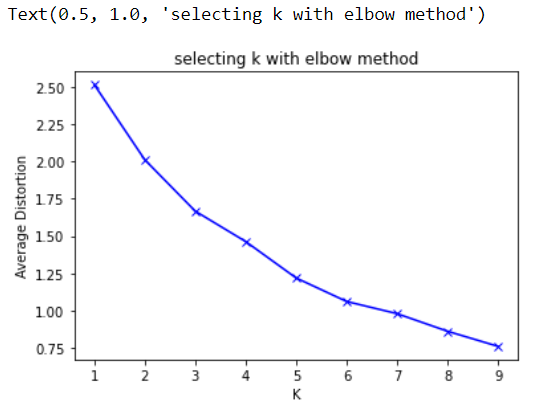 Text(0.5, 1.0, 'selecting k with elbow method')
selecting k with elbow method
2.50
2.25
2.00
1.75
1.50
1.25
1.00
0.75
Average Distortion
1 2 3 4 5 6 7 8 9
K